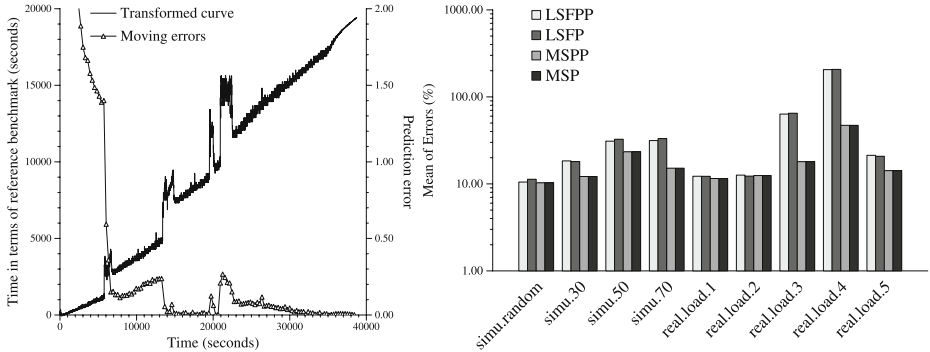 Time in terms of reference benchmark (seconds)
20000
15000
10000
5000
0
Transformed curve
Moving errors
2.00
1.50
1.00
0.50
0.00
Prediction error
0
10000
20000
30000
40000
Time (seconds)
Mean of Errors (%)
1000.00
100.00
10.00
1.00
LSFPP
LSFP
MSPP
MSP
simu.random
simu.30
simu.50
simu.70
real.load.1
real.load.2
real.load.3
real.load.4
real.load.5